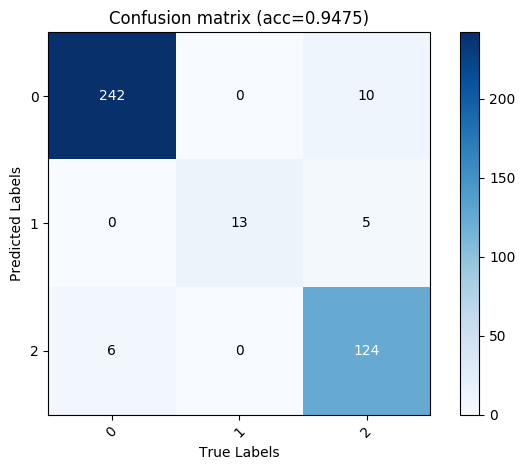 Confusion matrix (acc=0.9475)
Predicted Labels
0 242 0 10
1 0 13 5
2 6 0 124
0 1 2
True Labels
200
150
100
50
0